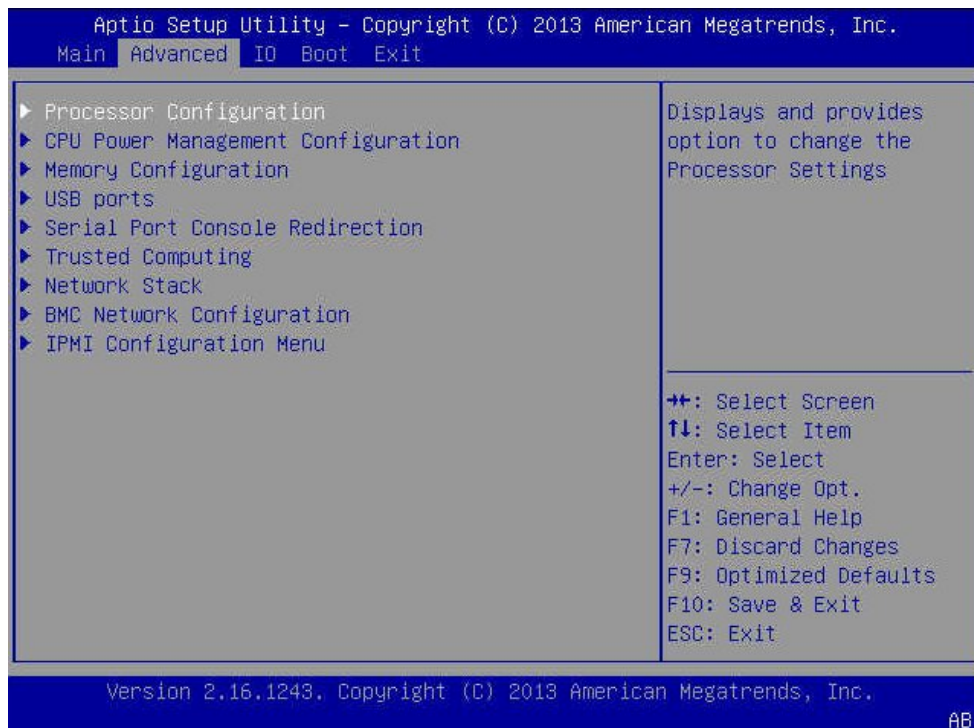 Aptio Setup Utility – Copyright (C) 2013 American Megatrends, Inc.
Main Advanced IO Boot Exit
▶ Processor Configuration
▶ CPU Power Management Configuration
▶ Memory Configuration
▶ USB ports
▶ Serial Port Console Redirection
▶ Trusted Computing
▶ Network Stack
▶ BMC Network Configuration
▶ IPMI Configuration Menu
Displays and provides
option to change the
Processor Settings
→←: Select Screen
↑↓: Select Item
Enter: Select
+/-: Change Opt.
F1: General Help
F7: Discard Changes
F9: Optimized Defaults
F10: Save & Exit
ESC: Exit
Version 2.16.1243. Copyright (C) 2013 American Megatrends, Inc.
AB